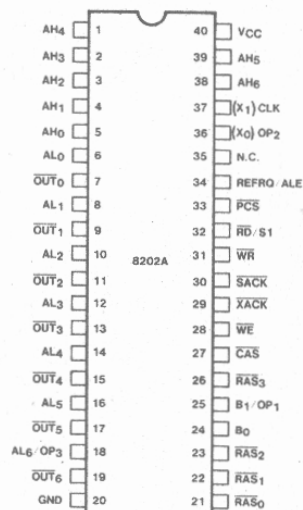 AH4 1 40 VCC
AH3 2 39 AH5
AH2 3 38 AH6
AH1 4 37 (X1) CLK
AH0 5 36 (X0) OP2
AL0 6 35 N.C.
OUT0 7 34 REFRQ/ALE
AL1 8 33 PCS
OUT1 9 32 RD/S1
AL2 10 31 WR
8202A
OUT2 11 30 SACK
AL3 12 29 XACK
OUT3 13 28 WE
AL4 14 27 CAS
OUT4 15 26 RAS3
AL5 16 25 B1/OP1
OUT5 17 24 B0
AL6/OP3 18 23 RAS2
OUT6 19 22 RAS1
GND 20 21 RAS0